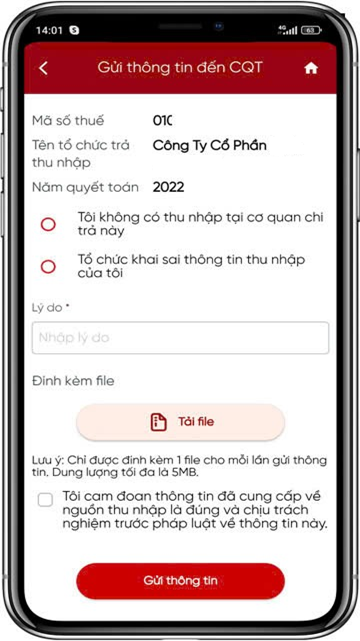 14:01
4G 63
Gửi thông tin đến CQT
Mã số thuế 010
Tên tổ chức trả Công Ty Cổ Phần
thu nhập
Năm quyết toán 2022
Tôi không có thu nhập tại cơ quan chi
trả này
Tổ chức khai sai thông tin thu nhập
của tôi
Lý do *
Nhập lý do
Đính kèm file
Tải file
Lưu ý: Chỉ được đính kèm 1 file cho mỗi lần gửi thông
tin. Dung lượng tối đa là 5MB.
Tôi cam đoan thông tin đã cung cấp về
nguồn thu nhập là đúng và chịu trách
nghiệm trước pháp luật về thông tin này.
Gửi thông tin